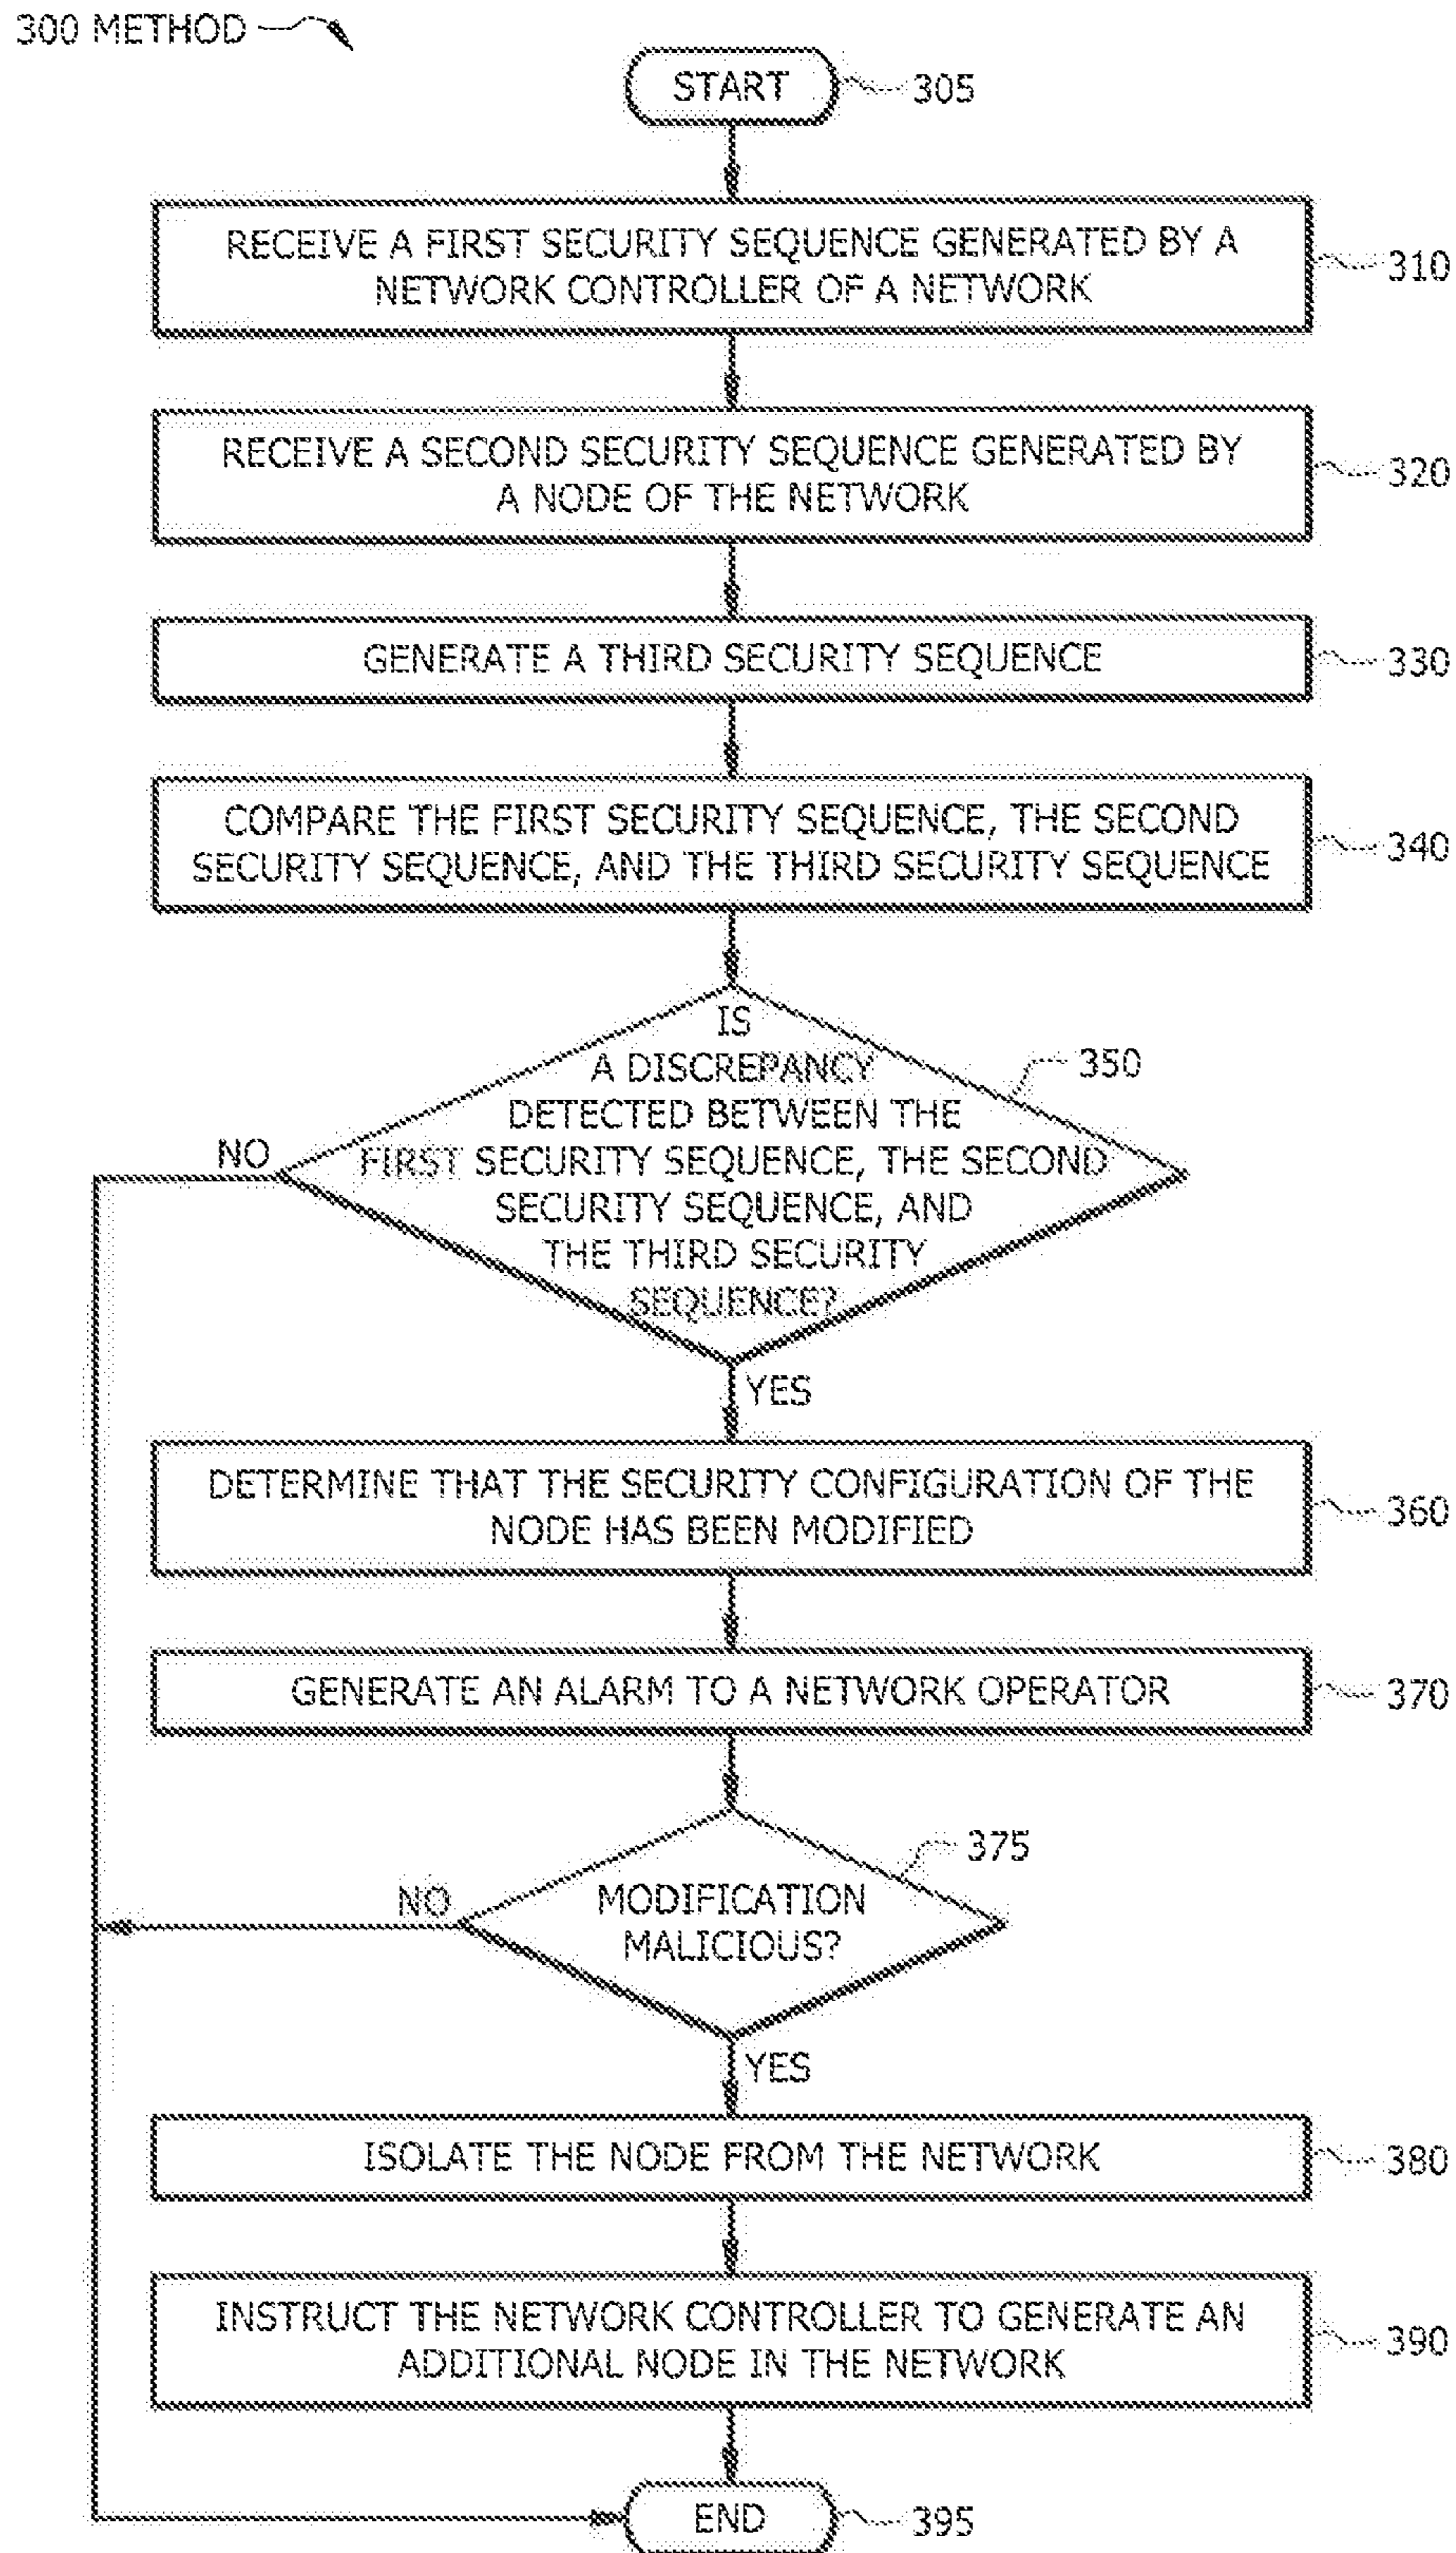 300 METHOD
START
305
RECEIVE A FIRST SECURITY SEQUENCE GENERATED BY A
NETWORK CONTROLLER OF A NETWORK
310
RECEIVE A SECOND SECURITY SEQUENCE GENERATED BY
A NODE OF THE NETWORK
320
GENERATE A THIRD SECURITY SEQUENCE
330
COMPARE THE FIRST SECURITY SEQUENCE, THE SECOND
SECURITY SEQUENCE, AND THE THIRD SECURITY SEQUENCE
340
IS
A DISCREPANCY
DETECTED BETWEEN THE
FIRST SECURITY SEQUENCE, THE SECOND
SECURITY SEQUENCE, AND
THE THIRD SECURITY
SEQUENCE?
350
NO
YES
DETERMINE THAT THE SECURITY CONFIGURATION OF THE
NODE HAS BEEN MODIFIED
360
GENERATE AN ALARM TO A NETWORK OPERATOR
370
MODIFICATION
MALICIOUS?
375
NO
YES
ISOLATE THE NODE FROM THE NETWORK
380
INSTRUCT THE NETWORK CONTROLLER TO GENERATE AN
ADDITIONAL NODE IN THE NETWORK
390
END
395